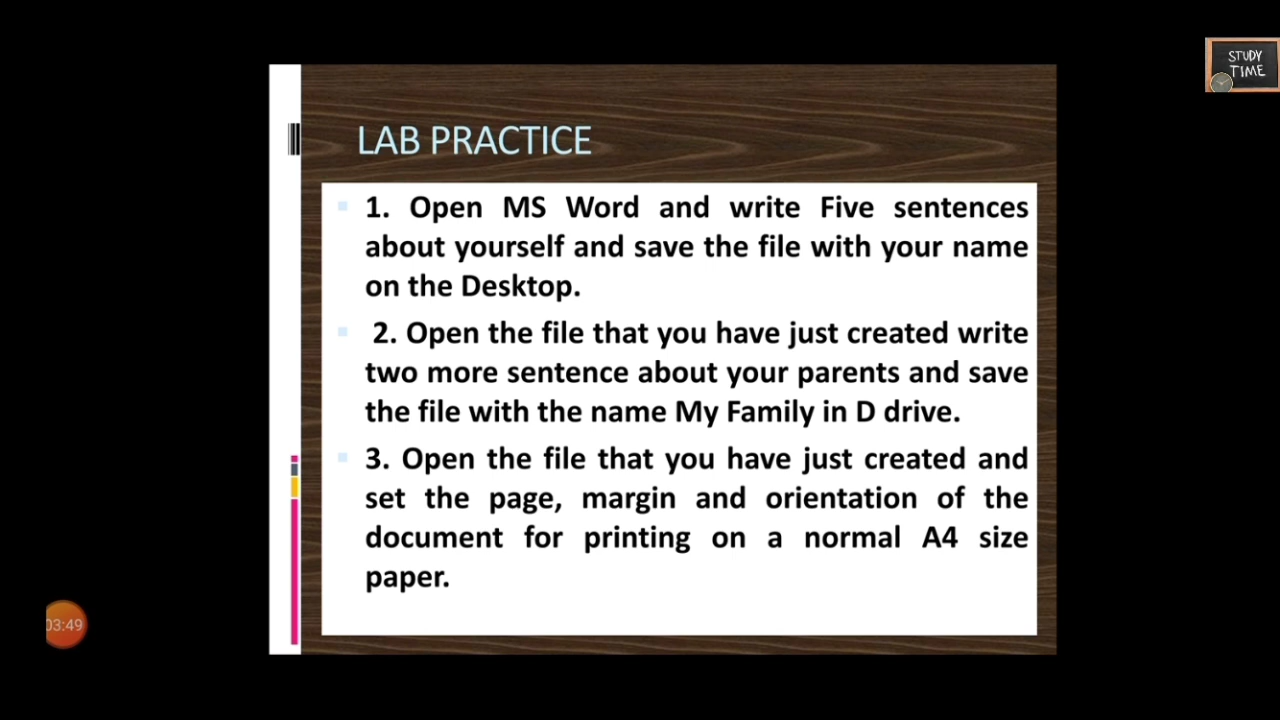 STUDY
TIME
LAB PRACTICE
1. Open MS Word and write Five sentences
about yourself and save the file with your name
on the Desktop.
2. Open the file that you have just created write
two more sentence about your parents and save
the file with the name My Family in D drive.
3. Open the file that you have just created and
set the page, margin and orientation of the
document for printing on a normal A4 size
paper.
03:49